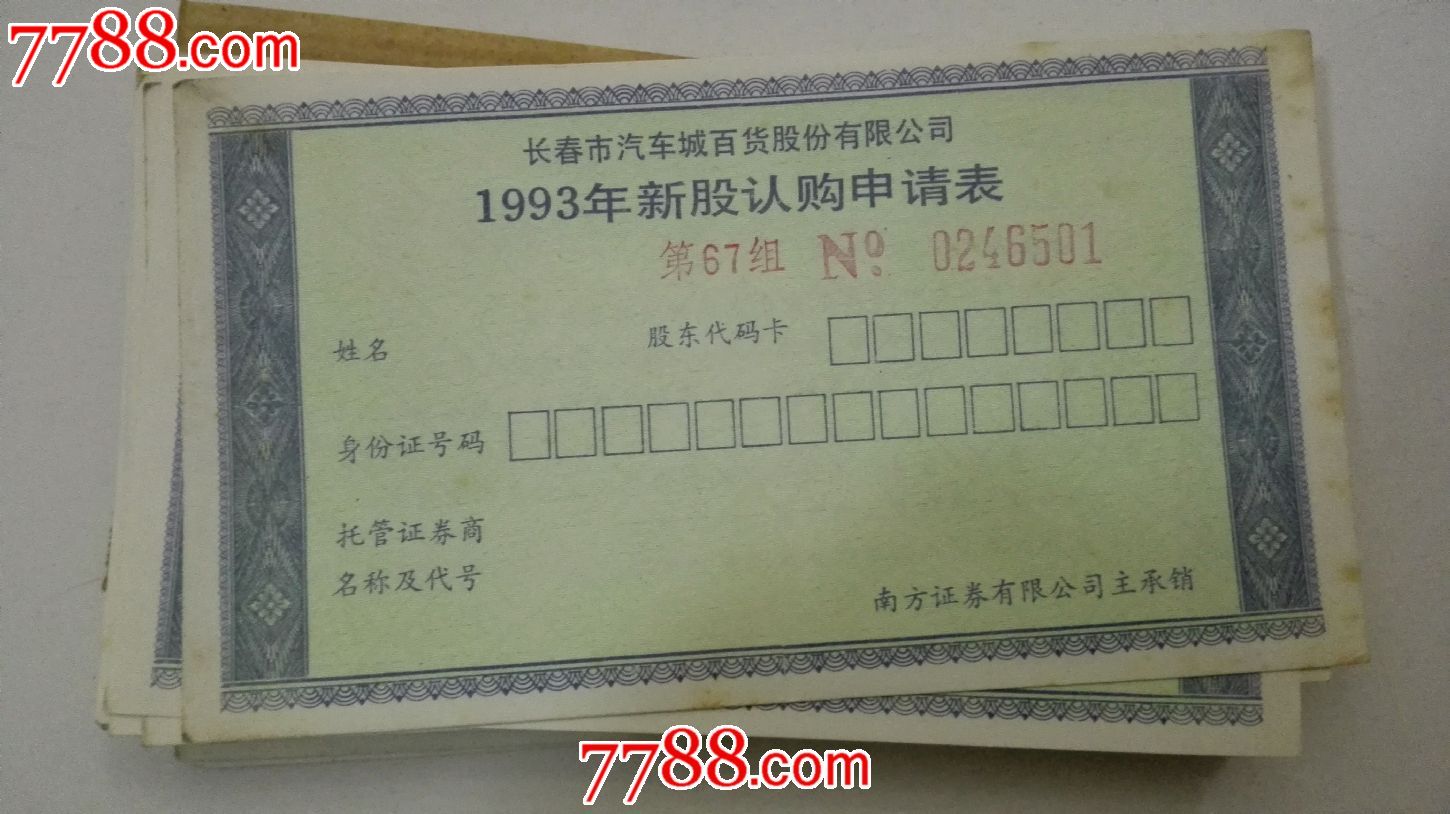 7788.com
长春市汽车城百货股份有限公司
1993年新股认购申请表
第67组 Nº 0246501
姓名 股东代码卡
身份证号码
托管证券商
名称及代号
南方证券有限公司主承销
7788.com